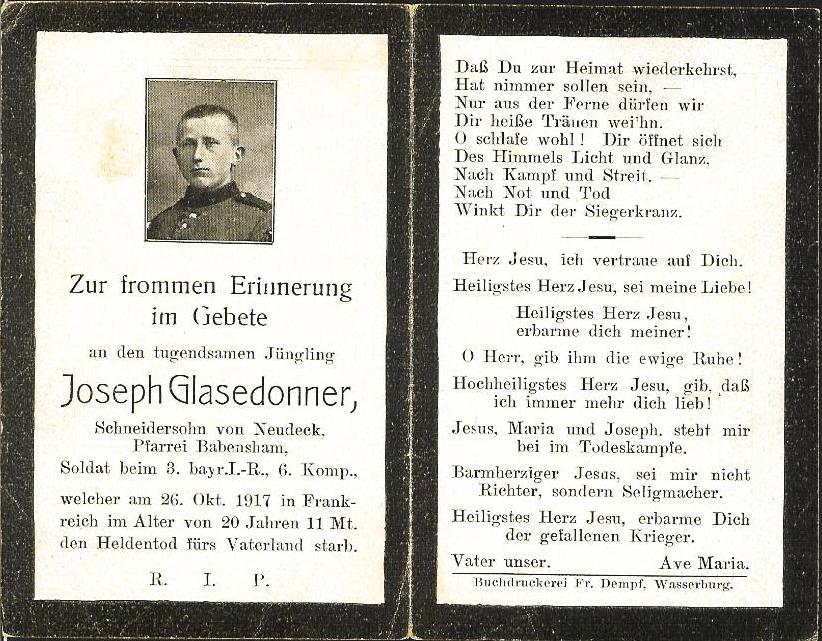 Zur frommen Erinnerung
im Gebete
an den tugendsamen Jüngling
Joseph Glasedonner,
Schneidersohn von Neudeck,
Pfarrei Babensham,
Soldat beim 3. bayr.I.-R., 6. Komp.,
welcher am 26. Okt. 1917 in Frank-
reich im Alter von 20 Jahren 11 Mt.
den Heldentod fürs Vaterland starb.
R. I. P.
Daß Du zur Heimat wiederkehrst,
Hat nimmer sollen sein, —
Nur aus der Ferne dürfen wir
Dir heiße Tränen weih'n.
O schlafe wohl! Dir öffnet sich
Des Himmels Licht und Glanz,
Nach Kampf und Streit. —
Nach Not und Tod
Winkt Dir der Siegerkranz.
Herz Jesu, ich vertraue auf Dich.
Heiligstes Herz Jesu, sei meine Liebe!
Heiligstes Herz Jesu,
erbarme dich meiner!
O Herr, gib ihm die ewige Ruhe!
Hochheiligstes Herz Jesu, gib, daß
ich immer mehr dich lieb!
Jesus, Maria und Joseph, steht mir
bei im Todeskampfe.
Barmherziger Jesus, sei mir nicht
Richter, sondern Seligmacher.
Heiligstes Herz Jesu, erbarme Dich
der gefallenen Krieger.
Vater unser. Ave Maria.
Buchdruckerei Fr. Dempf, Wasserburg.